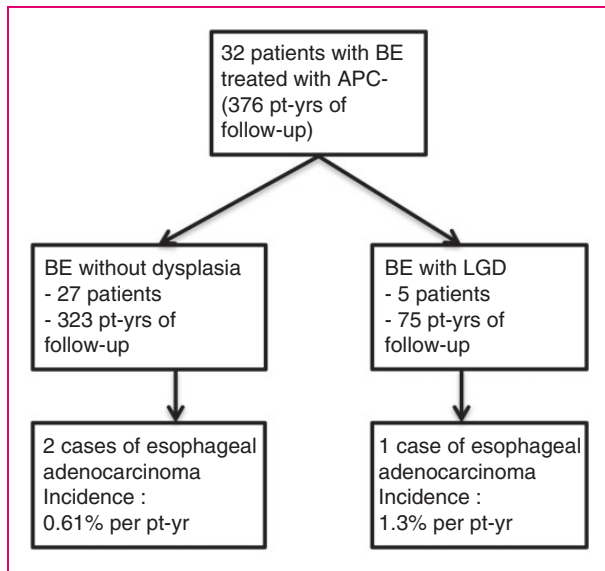 32 patients with BE
treated with APC-
(376 pt-yrs of
follow-up)
BE without dysplasia
- 27 patients
- 323 pt-yrs of
follow-up
BE with LGD
- 5 patients
- 75 pt-yrs of
follow-up
2 cases of esophageal
adenocarcinoma
Incidence :
0.61% per pt-yr
1 case of esophageal
adenocarcinoma
Incidence :
1.3% per pt-yr